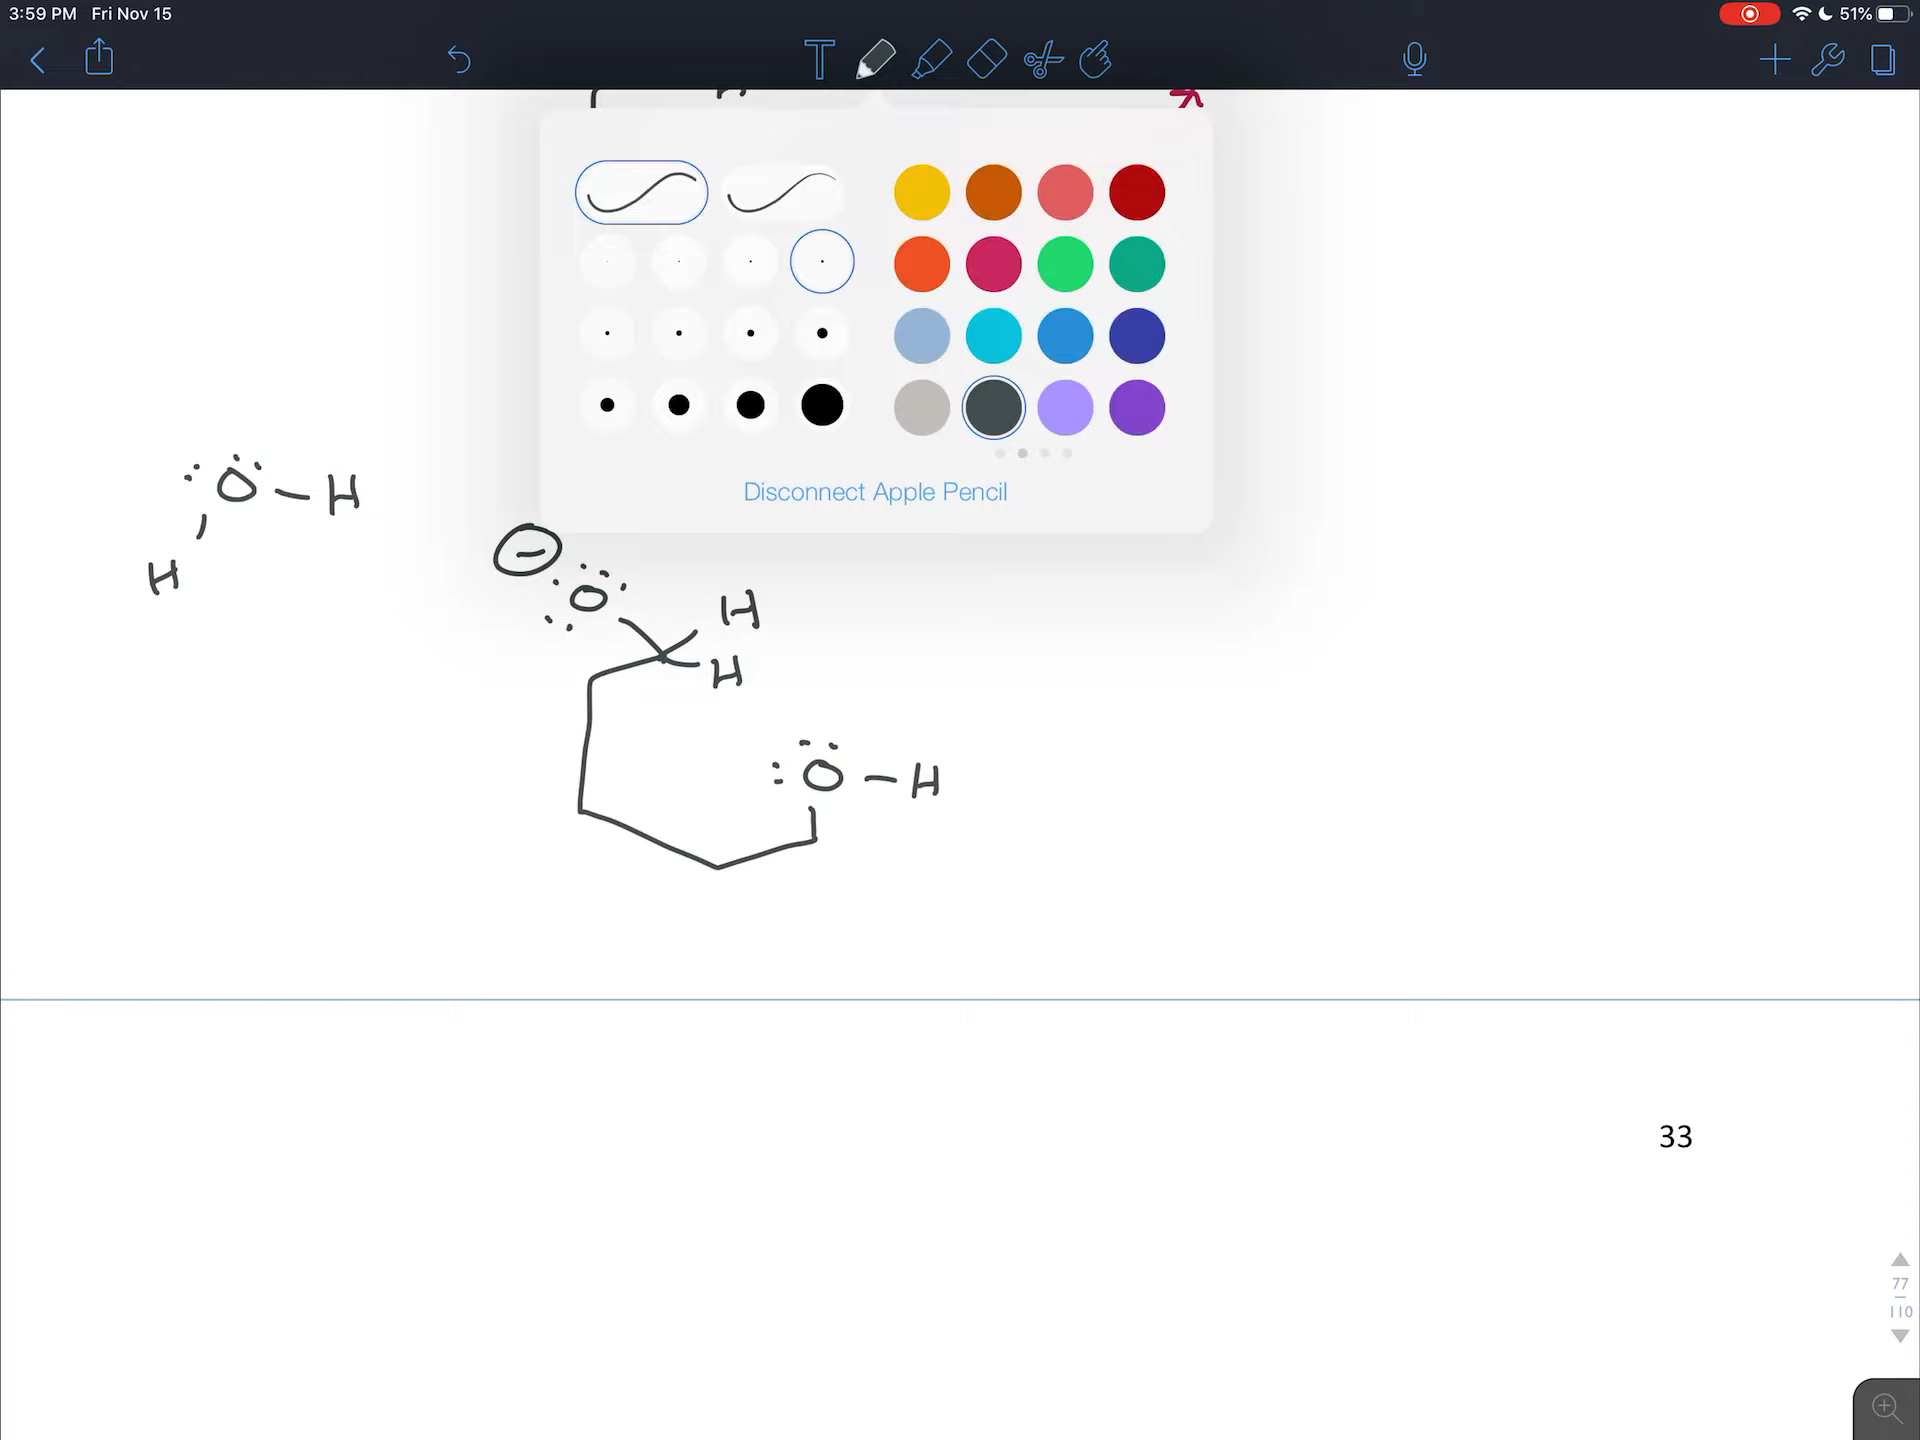 3:59 PM Fri Nov 15
51%
T
Disconnect Apple Pencil
O - H
H
O
H
H
O - H
33
77
110